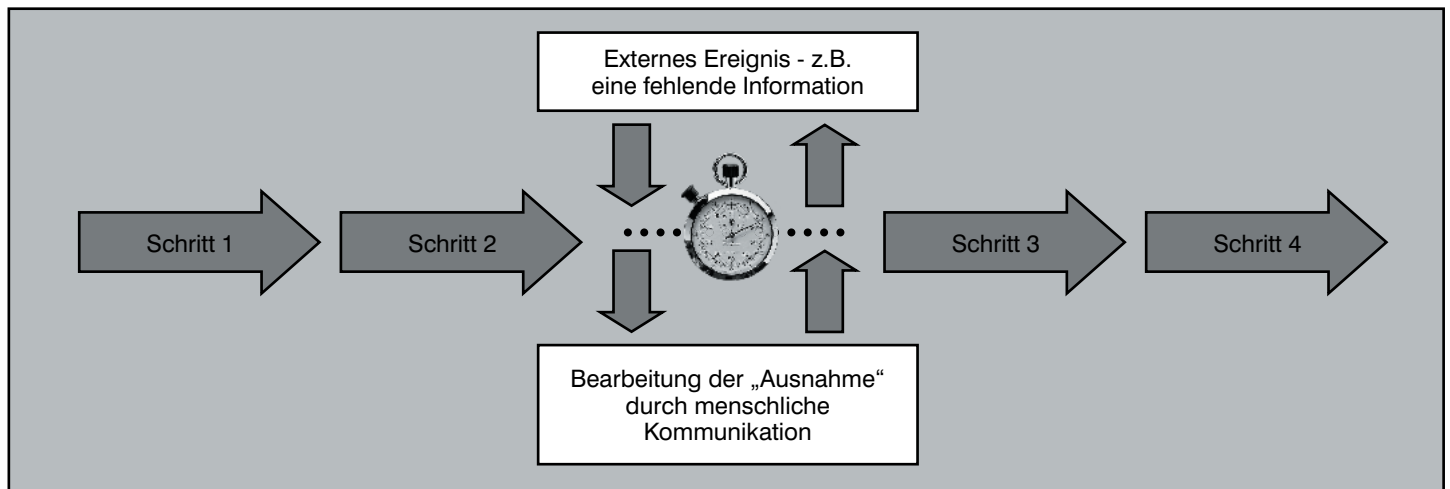 Externes Ereignis - z.B.
eine fehlende Information
Schritt 1
Schritt 2
Schritt 3
Schritt 4
Bearbeitung der „Ausnahme“
durch menschliche
Kommunikation